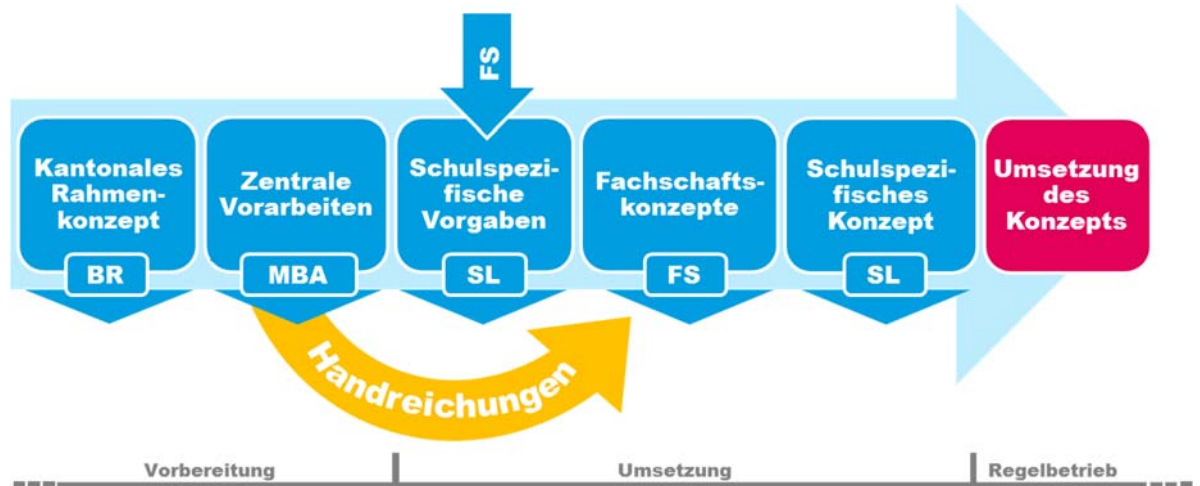 FS
Kantonales
Rahmen-
konzept
BR
Zentrale
Vorarbeiten
MBA
Schulspezi-
fische
Vorgaben
SL
Fachschafts-
konzepte
FS
Schulspezi-
fisches
Konzept
SL
Umsetzung
des
Konzepts
Handreichungen
Vorbereitung
Umsetzung
Regelbetrieb